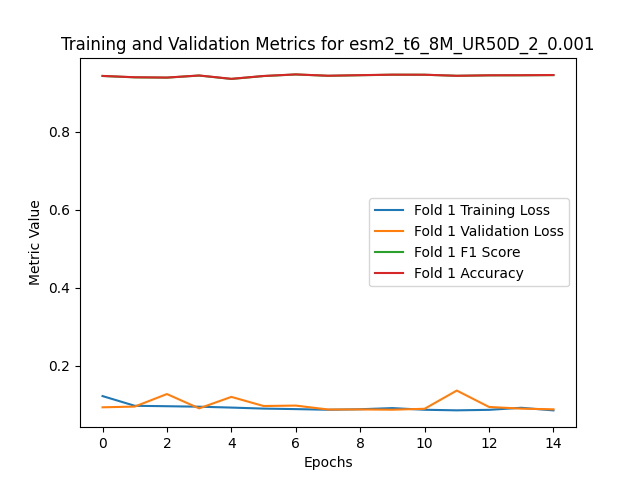 Training and Validation Metrics for esm2_t6_8M_UR50D_2_0.001
Metric Value
0.8
0.6
0.4
0.2
Fold 1 Training Loss
Fold 1 Validation Loss
Fold 1 F1 Score
Fold 1 Accuracy
0 2 4 6 8 10 12 14
Epochs